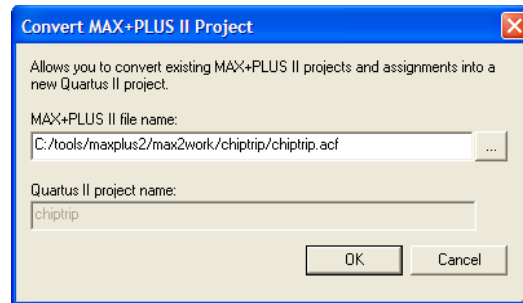 Convert MAX+PLUS II Project
Allows you to convert existing MAX+PLUS II projects and assignments into a
new Quartus II project.
MAX+PLUS II file name:
C:/tools/maxplus2/max2work/chiptrip/chiptrip.acf
...
Quartus II project name:
chiptrip
OK Cancel